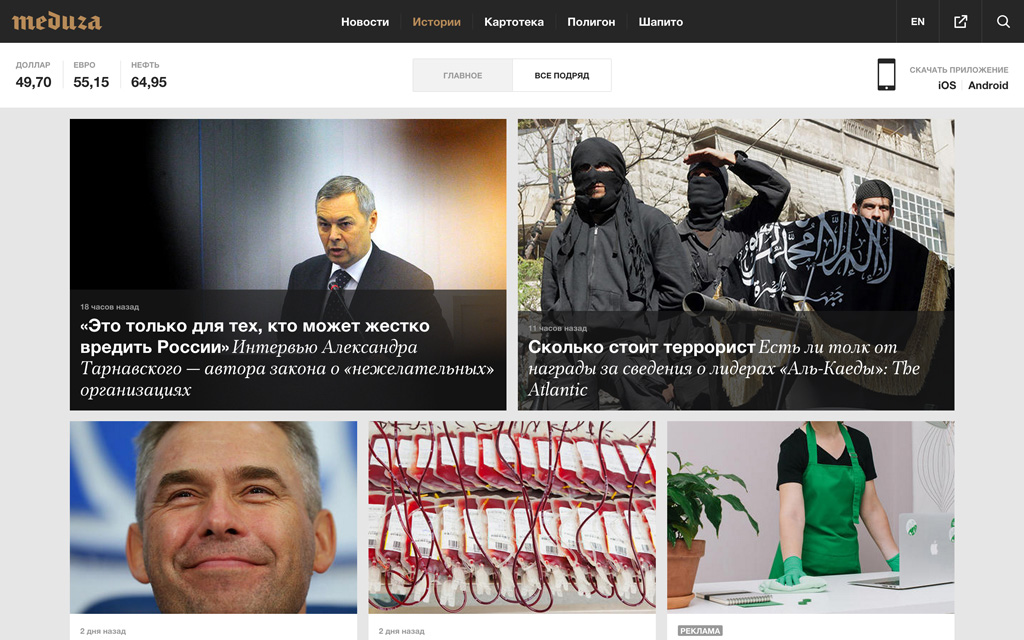 meduza
Новости
Истории
Картотека
Полигон
Шапито
EN
ДОЛЛАР
49,70
ЕВРО
55,15
НЕФТЬ
64,95
ГЛАВНОЕ
ВСЕ ПОДРЯД
СКАЧАТЬ ПРИЛОЖЕНИЕ
iOS
Android
18 часов назад
«Это только для тех, кто может жестко
вредить России» Интервью Александра
Тарнавского — автора закона о «нежелательных»
организациях
11 часов назад
Сколько стоит террорист Есть ли толк от
награды за сведения о лидерах «Аль-Каеды»: The
Atlantic
2 дня назад
2 дня назад
РЕКЛАМА